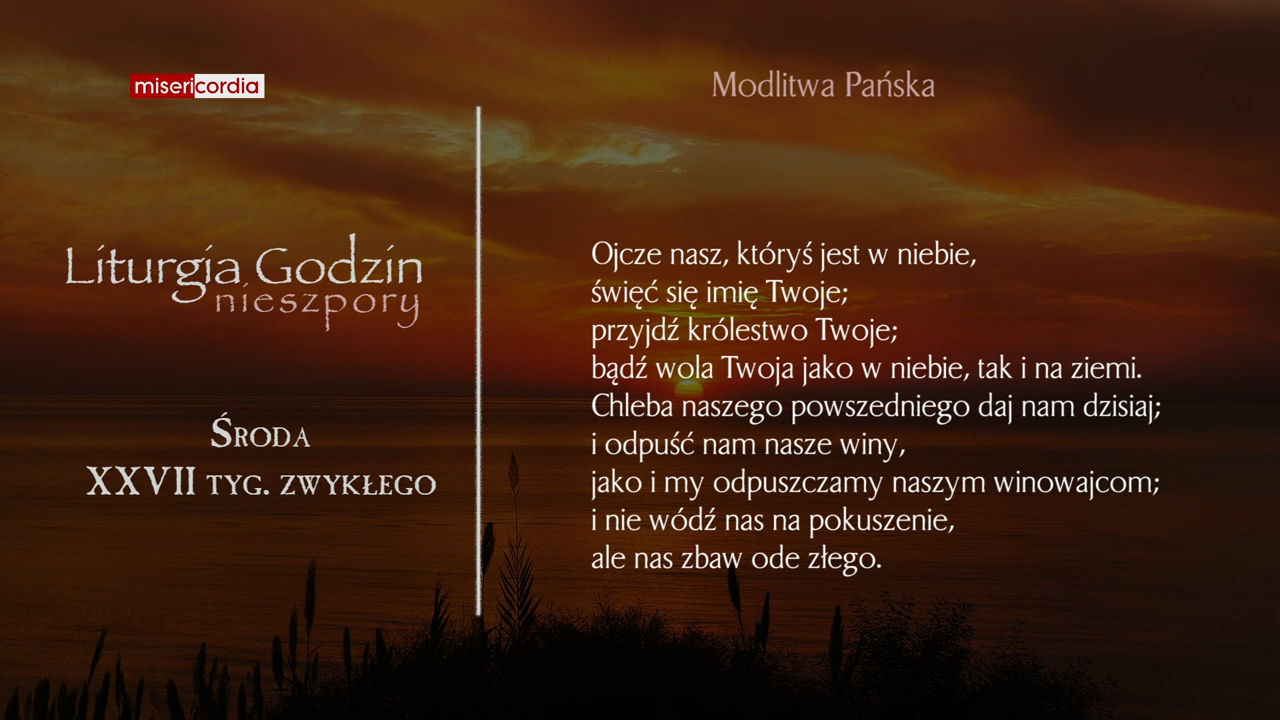 misericordia
Liturgia Godzin
nieszpory
Środa
XXVII tyg. zwykłego
Modlitwa Pańska
Ojcze nasz, któryś jest w niebie,
święć się imię Twoje;
przyjdź królestwo Twoje;
bądź wola Twoja jako w niebie, tak i na ziemi.
Chleba naszego powszedniego daj nam dzisiaj;
i odpuść nam nasze winy,
jako i my odpuszczamy naszym winowajcom;
i nie wódź nas na pokuszenie,
ale nas zbaw ode złego.